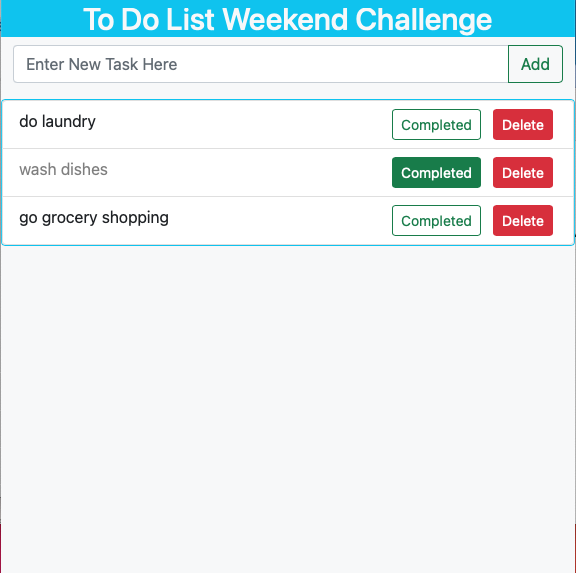 To Do List Weekend Challenge
Enter New Task Here Add
do laundry Completed Delete
wash dishes Completed Delete
go grocery shopping Completed Delete